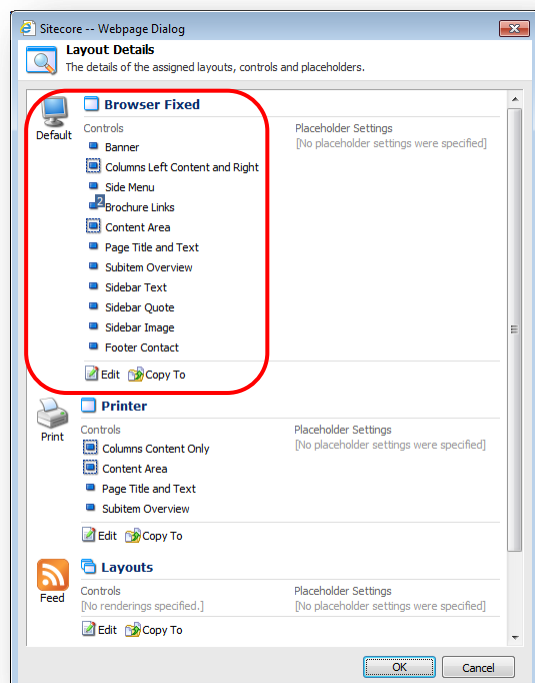 Sitecore -- Webpage Dialog
Layout Details
The details of the assigned layouts, controls and placeholders.
Default
Browser Fixed
Controls
Placeholder Settings
Banner
[No placeholder settings were specified]
Columns Left Content and Right
Side Menu
2
Brochure Links
Content Area
Page Title and Text
Subitem Overview
Sidebar Text
Sidebar Quote
Sidebar Image
Footer Contact
Edit Copy To
Print
Printer
Controls
Placeholder Settings
Columns Content Only
[No placeholder settings were specified]
Content Area
Page Title and Text
Subitem Overview
Edit Copy To
Feed
Layouts
Controls
Placeholder Settings
[No renderings specified.]
[No placeholder settings were specified]
Edit Copy To
OK
Cancel